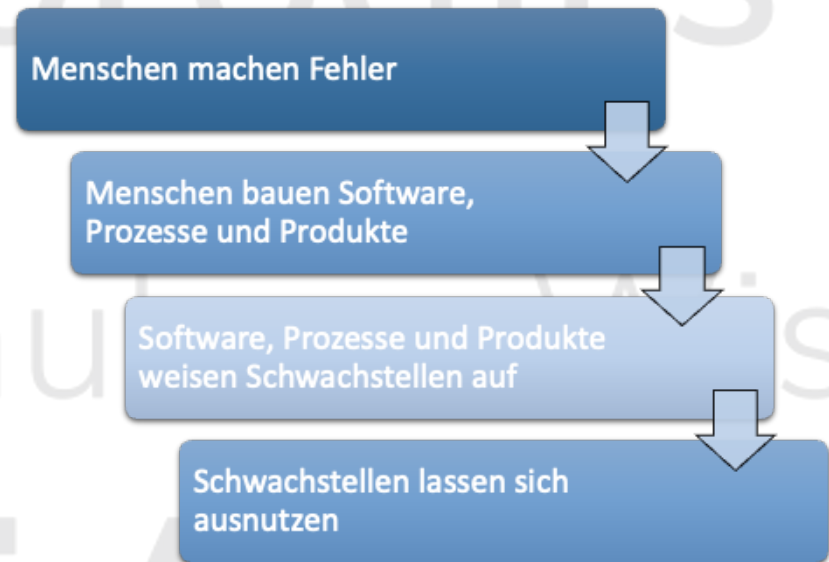 Menschen machen Fehler
Menschen bauen Software,
Prozesse und Produkte
Software, Prozesse und Produkte
weisen Schwachstellen auf
Schwachstellen lassen sich
ausnutzen